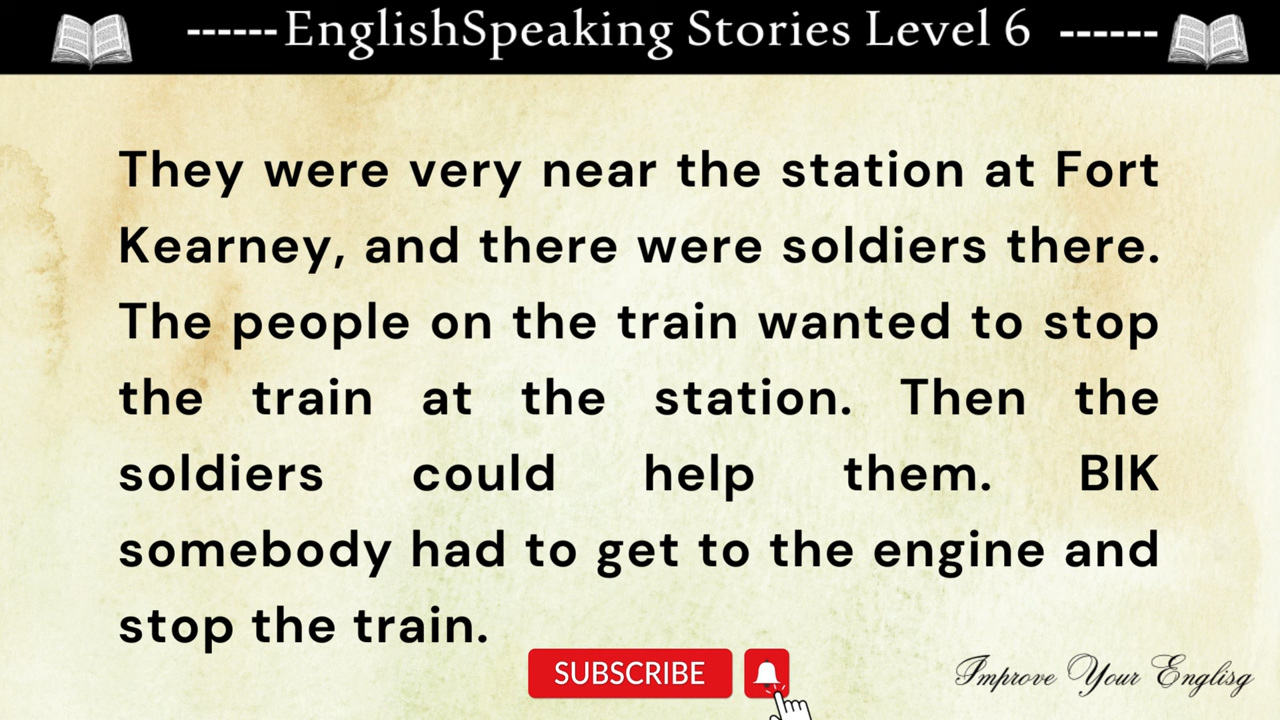 ------EnglishSpeaking Stories Level 6 ------
They were very near the station at Fort
Kearney, and there were soldiers there.
The people on the train wanted to stop
the train at the station. Then the
soldiers could help them. BIK
somebody had to get to the engine and
stop the train.
SUBSCRIBE
Improve Your Englisg